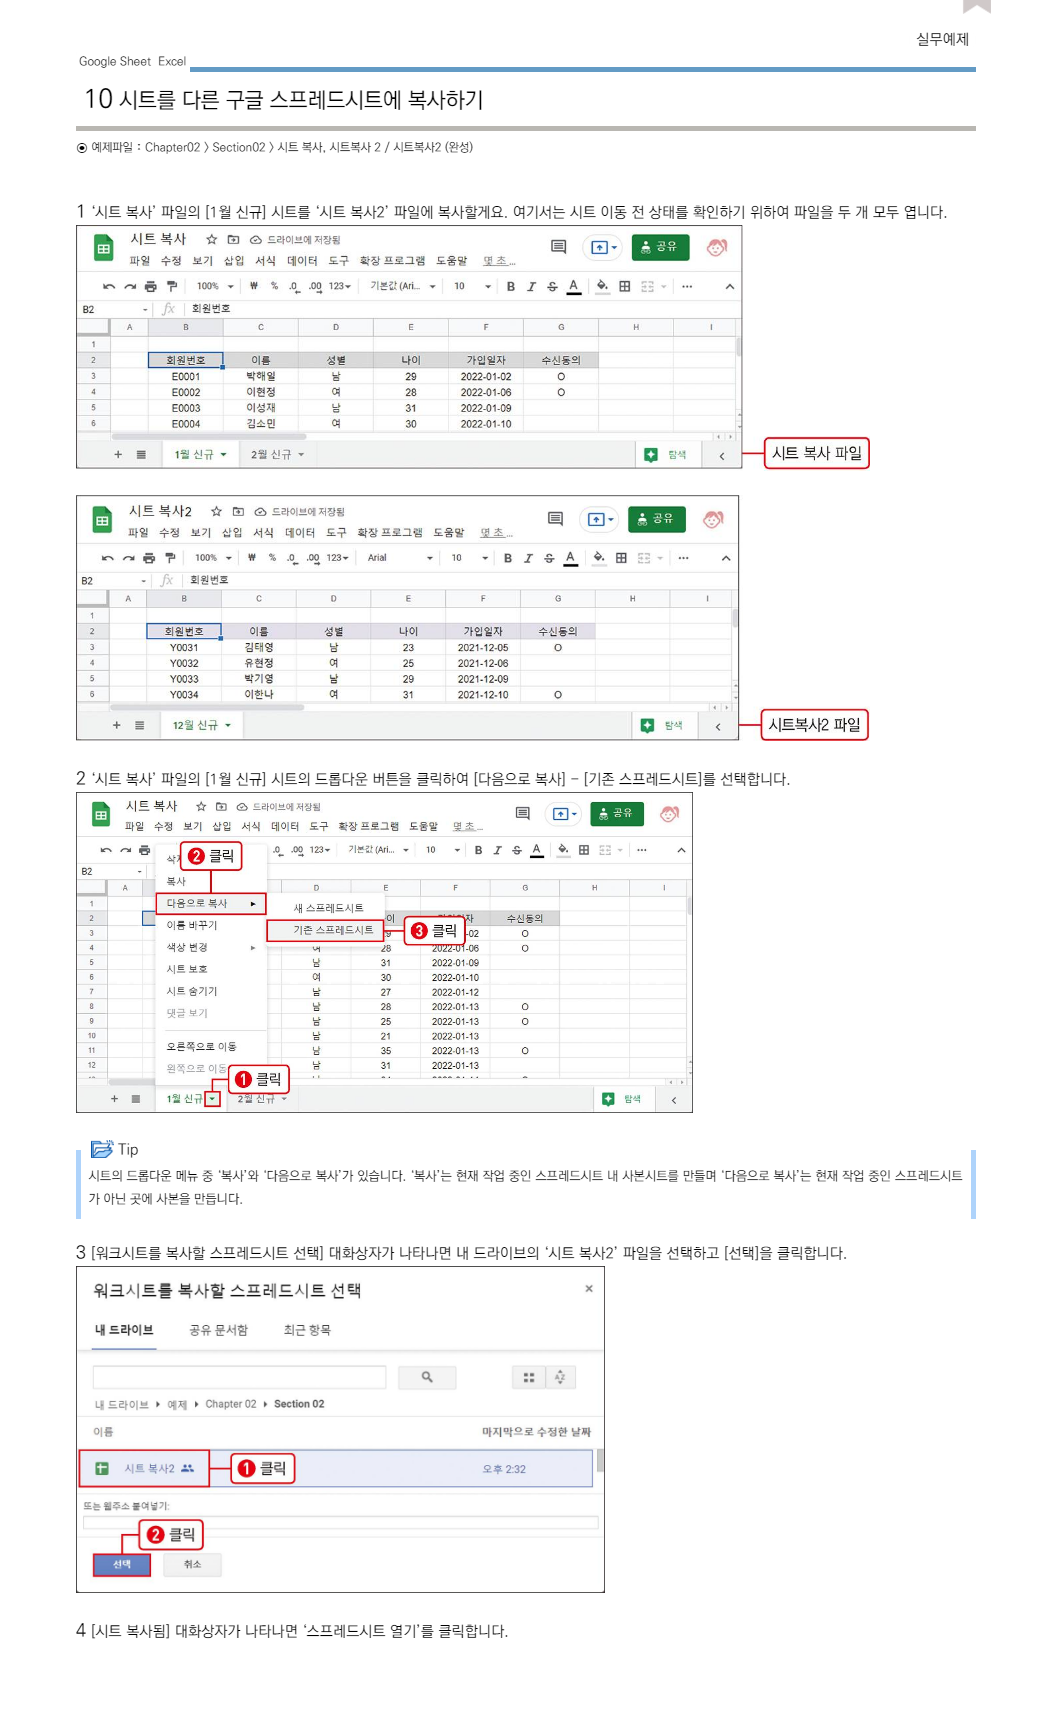 실무예제
Google Sheet Excel
10 시트를 다른 구글 스프레드시트에 복사하기
예제파일 : Chapter02 > Section02 > 시트 복사, 시트복사 2 / 시트복사2 (완성)
1 ‘시트 복사’ 파일의 [1월 신규] 시트를 ‘시트 복사2’ 파일에 복사할게요. 여기서는 시트 이동 전 상태를 확인하기 위하여 파일을 두 개 모두 엽니다.
시트 복사 드라이브에 저장됨 공유
파일 수정 보기 삽입 서식 데이터 도구 확장 프로그램 도움말 몇 초 ...
100% ₩ % .0 .00 123 기본값 (Ari... 10 B I S A ...
B2 fx 회원번호
A B C D E F G H I
1
2 회원번호 이름 성별 나이 가입일자 수신동의
3 E0001 박해일 남 29 2022-01-02 O
4 E0002 이현정 여 28 2022-01-06 O
5 E0003 이성재 남 31 2022-01-09
6 E0004 김소민 여 30 2022-01-10
+ 1월 신규 2월 신규 탐색
시트 복사 파일
시트 복사2 드라이브에 저장됨 공유
파일 수정 보기 삽입 서식 데이터 도구 확장 프로그램 도움말 몇 초 ...
100% ₩ % .0 .00 123 Arial 10 B I S A ...
B2 fx 회원번호
A B C D E F G H I
1
2 회원번호 이름 성별 나이 가입일자 수신동의
3 Y0031 김태영 남 23 2021-12-05 O
4 Y0032 유현정 여 25 2021-12-06
5 Y0033 박기영 남 29 2021-12-09
6 Y0034 이한나 여 31 2021-12-10 O
+ 12월 신규 탐색
시트복사2 파일
2 ‘시트 복사’ 파일의 [1월 신규] 시트의 드롭다운 버튼을 클릭하여 [다음으로 복사] – [기존 스프레드시트]를 선택합니다.
시트 복사 드라이브에 저장됨 공유
파일 수정 보기 삽입 서식 데이터 도구 확장 프로그램 도움말 몇 초 ...
.0 .00 123 기본값 (Ari... 10 B I S A ...
❷ 클릭
B2
복사
A D E F G H I
1 다음으로 복사 새 스프레드시트
2 이름 바꾸기 수신동의
기존 스프레드시트 ❸ 클릭
3 O
4 색상 변경 여 28 2022-01-06 O
5 남 31 2022-01-09
시트 보호
6 여 30 2022-01-10
7 시트 숨기기 남 27 2022-01-12
8 댓글 보기 남 28 2022-01-13 O
9 남 25 2022-01-13 O
10 남 21 2022-01-13
11 오른쪽으로 이동 남 35 2022-01-13 O
12 왼쪽으로 이동 남 31 2022-01-13
❶ 클릭
+ 1월 신규 2월 신규 탐색
Tip
시트의 드롭다운 메뉴 중 ‘복사’와 ‘다음으로 복사’가 있습니다. ‘복사’는 현재 작업 중인 스프레드시트 내 사본시트를 만들며 ‘다음으로 복사’는 현재 작업 중인 스프레드시트
가 아닌 곳에 사본을 만듭니다.
3 [워크시트를 복사할 스프레드시트 선택] 대화상자가 나타나면 내 드라이브의 ‘시트 복사2’ 파일을 선택하고 [선택]을 클릭합니다.
워크시트를 복사할 스프레드시트 선택 ×
내 드라이브 공유 문서함 최근 항목
AZ
내 드라이브 예제 Chapter 02 Section 02
이름 마지막으로 수정한 날짜
시트 복사2 ❶ 클릭 오후 2:32
또는 웹주소 붙여넣기:
❷ 클릭
선택 취소
4 [시트 복사됨] 대화상자가 나타나면 ‘스프레드시트 열기’를 클릭합니다.